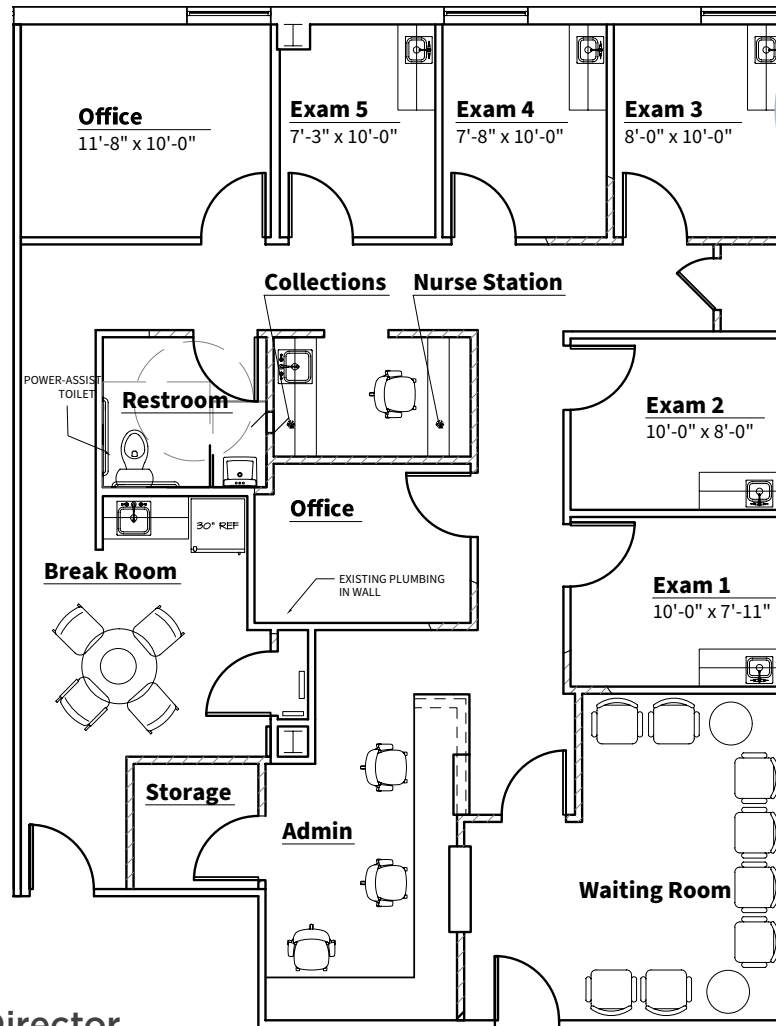 Office
11'-8" x 10'-0"
Exam 5
7'-3" x 10'-0"
Exam 4
7'-8" x 10'-0"
Exam 3
8'-0" x 10'-0"
Collections
Nurse Station
POWER-ASSIST
TOILET
Restroom
Exam 2
10'-0" x 8'-0"
Office
30" REF
Break Room
EXISTING PLUMBING
IN WALL
Exam 1
10'-0" x 7'-11"
Storage
Admin
Waiting Room
Director